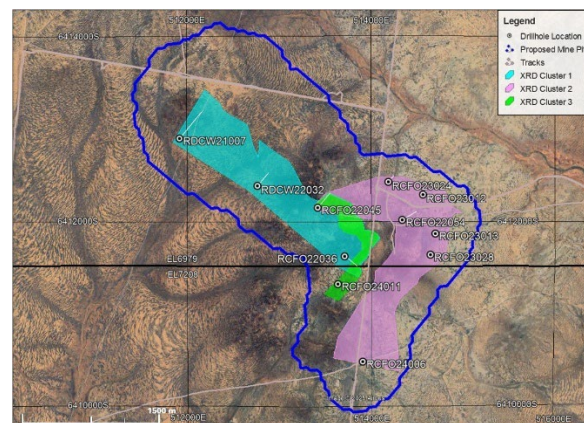 512000E
514000E
6414000S
Legend
Drillhole Location
Proposed Mine Pi
Tracks
XRD Cluster 1
XRD Cluster 2
XRD Cluster 3
RDCW21007
RDCW22032
RCFO23024
RCFO23012
RCFO22045
6412000S
RCFO22054
6412000S
RCFO23013
RCFO22036
RCFO23028
EL6979
EL7208
RCFO24011
RCFO24006
6410000S
1500 m
512000E
514000E
6410000S
516000E